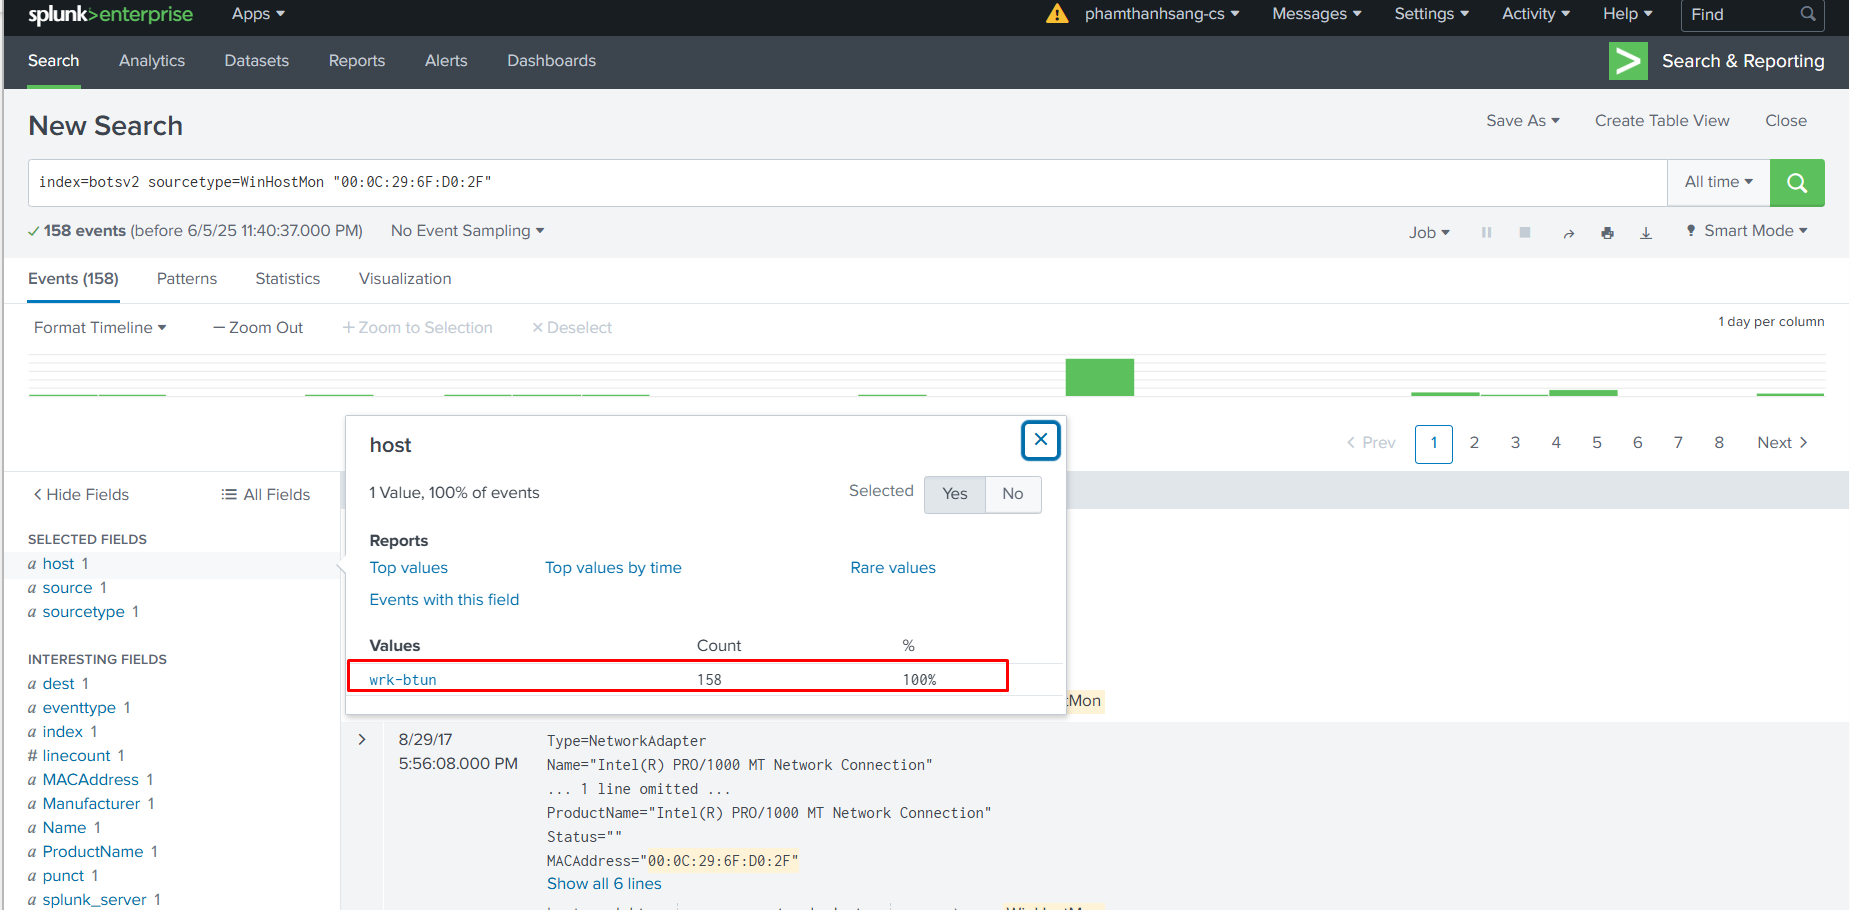 splunk>enterprise Apps phamthanhsang-cs Messages Settings Activity Help Find
Search Analytics Datasets Reports Alerts Dashboards Search & Reporting
New Search Save As Create Table View Close
index=botsv2 sourcetype=WinHostMon "00:0C:29:6F:D0:2F" All time
158 events (before 6/5/25 11:40:37.000 PM) No Event Sampling Job Smart Mode
Events (158) Patterns Statistics Visualization
Format Timeline — Zoom Out + Zoom to Selection × Deselect 1 day per column
< Prev 1 2 3 4 5 6 7 8 Next >
< Hide Fields All Fields
SELECTED FIELDS
a host 1
a source 1
a sourcetype 1
INTERESTING FIELDS
a dest 1
a eventtype 1
a index 1
# linecount 1
a MACAddress 1
a Manufacturer 1
a Name 1
a ProductName 1
a punct 1
a splunk_server 1
host
1 Value, 100% of events Selected Yes No
Reports
Top values Top values by time Rare values
Events with this field
Values Count %
wrk-btun 158 100%
tMon
8/29/17
5:56:08.000 PM
Type=NetworkAdapter
Name="Intel(R) PRO/1000 MT Network Connection"
... 1 line omitted ...
ProductName="Intel(R) PRO/1000 MT Network Connection"
Status=""
MACAddress="00:0C:29:6F:D0:2F"
Show all 6 lines